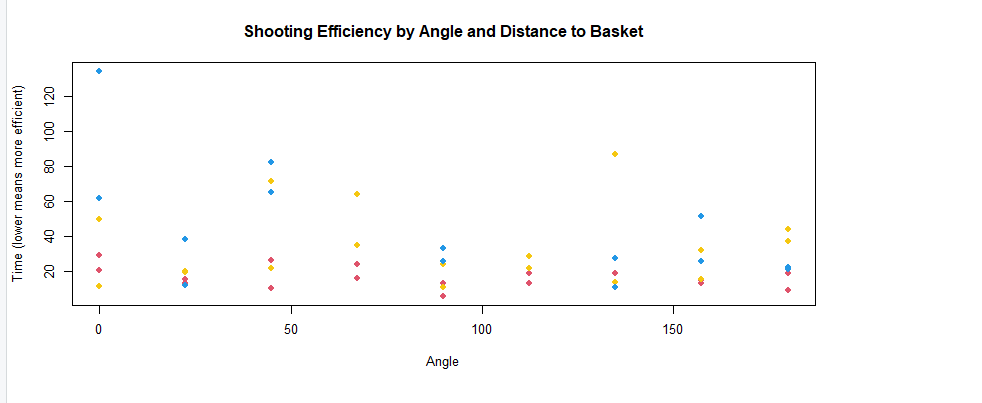 Shooting Efficiency by Angle and Distance to Basket
Time (lower means more efficient)
120
100
80
60
40
20
0 50 100 150
Angle